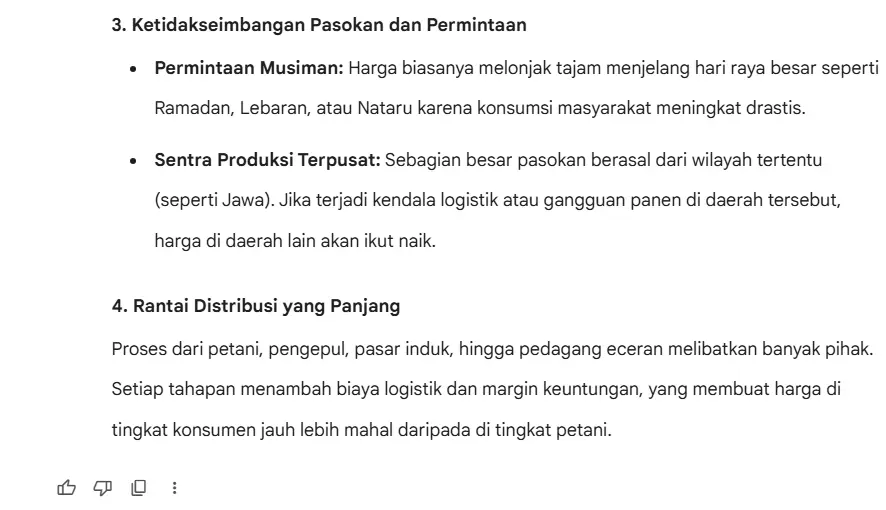 3. Ketidakseimbangan Pasokan dan Permintaan
• Permintaan Musiman: Harga biasanya melonjak tajam menjelang hari raya besar seperti
Ramadan, Lebaran, atau Nataru karena konsumsi masyarakat meningkat drastis.
• Sentra Produksi Terpusat: Sebagian besar pasokan berasal dari wilayah tertentu
(seperti Jawa). Jika terjadi kendala logistik atau gangguan panen di daerah tersebut,
harga di daerah lain akan ikut naik.
4. Rantai Distribusi yang Panjang
Proses dari petani, pengepul, pasar induk, hingga pedagang eceran melibatkan banyak pihak.
Setiap tahapan menambah biaya logistik dan margin keuntungan, yang membuat harga di
tingkat konsumen jauh lebih mahal daripada di tingkat petani.